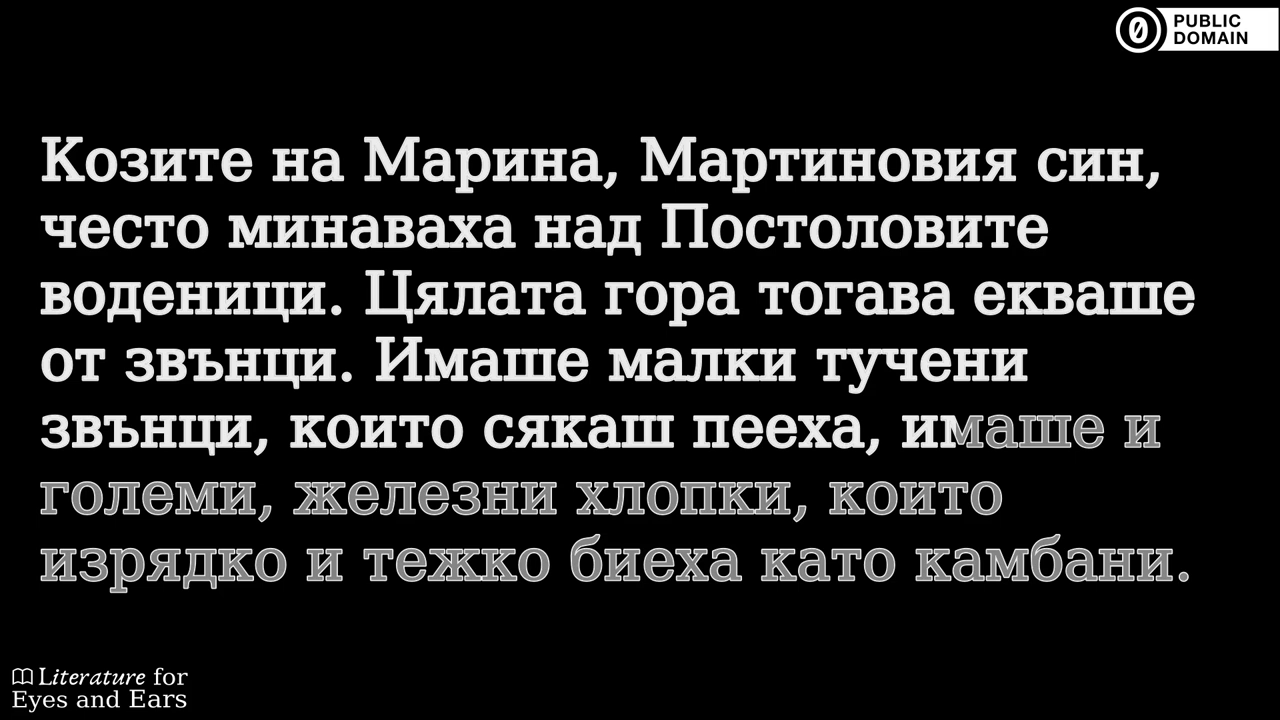 PUBLIC
DOMAIN
Козите на Марина, Мартиновия син,
често минаваха над Постоловите
воденици. Цялата гора тогава екваше
от звънци. Имаше малки тучени
звънци, които сякаш пееха, имаше и
големи, железни хлопки, които
изрядко и тежко биеха като камбани.
Literature for
Eyes and Ears